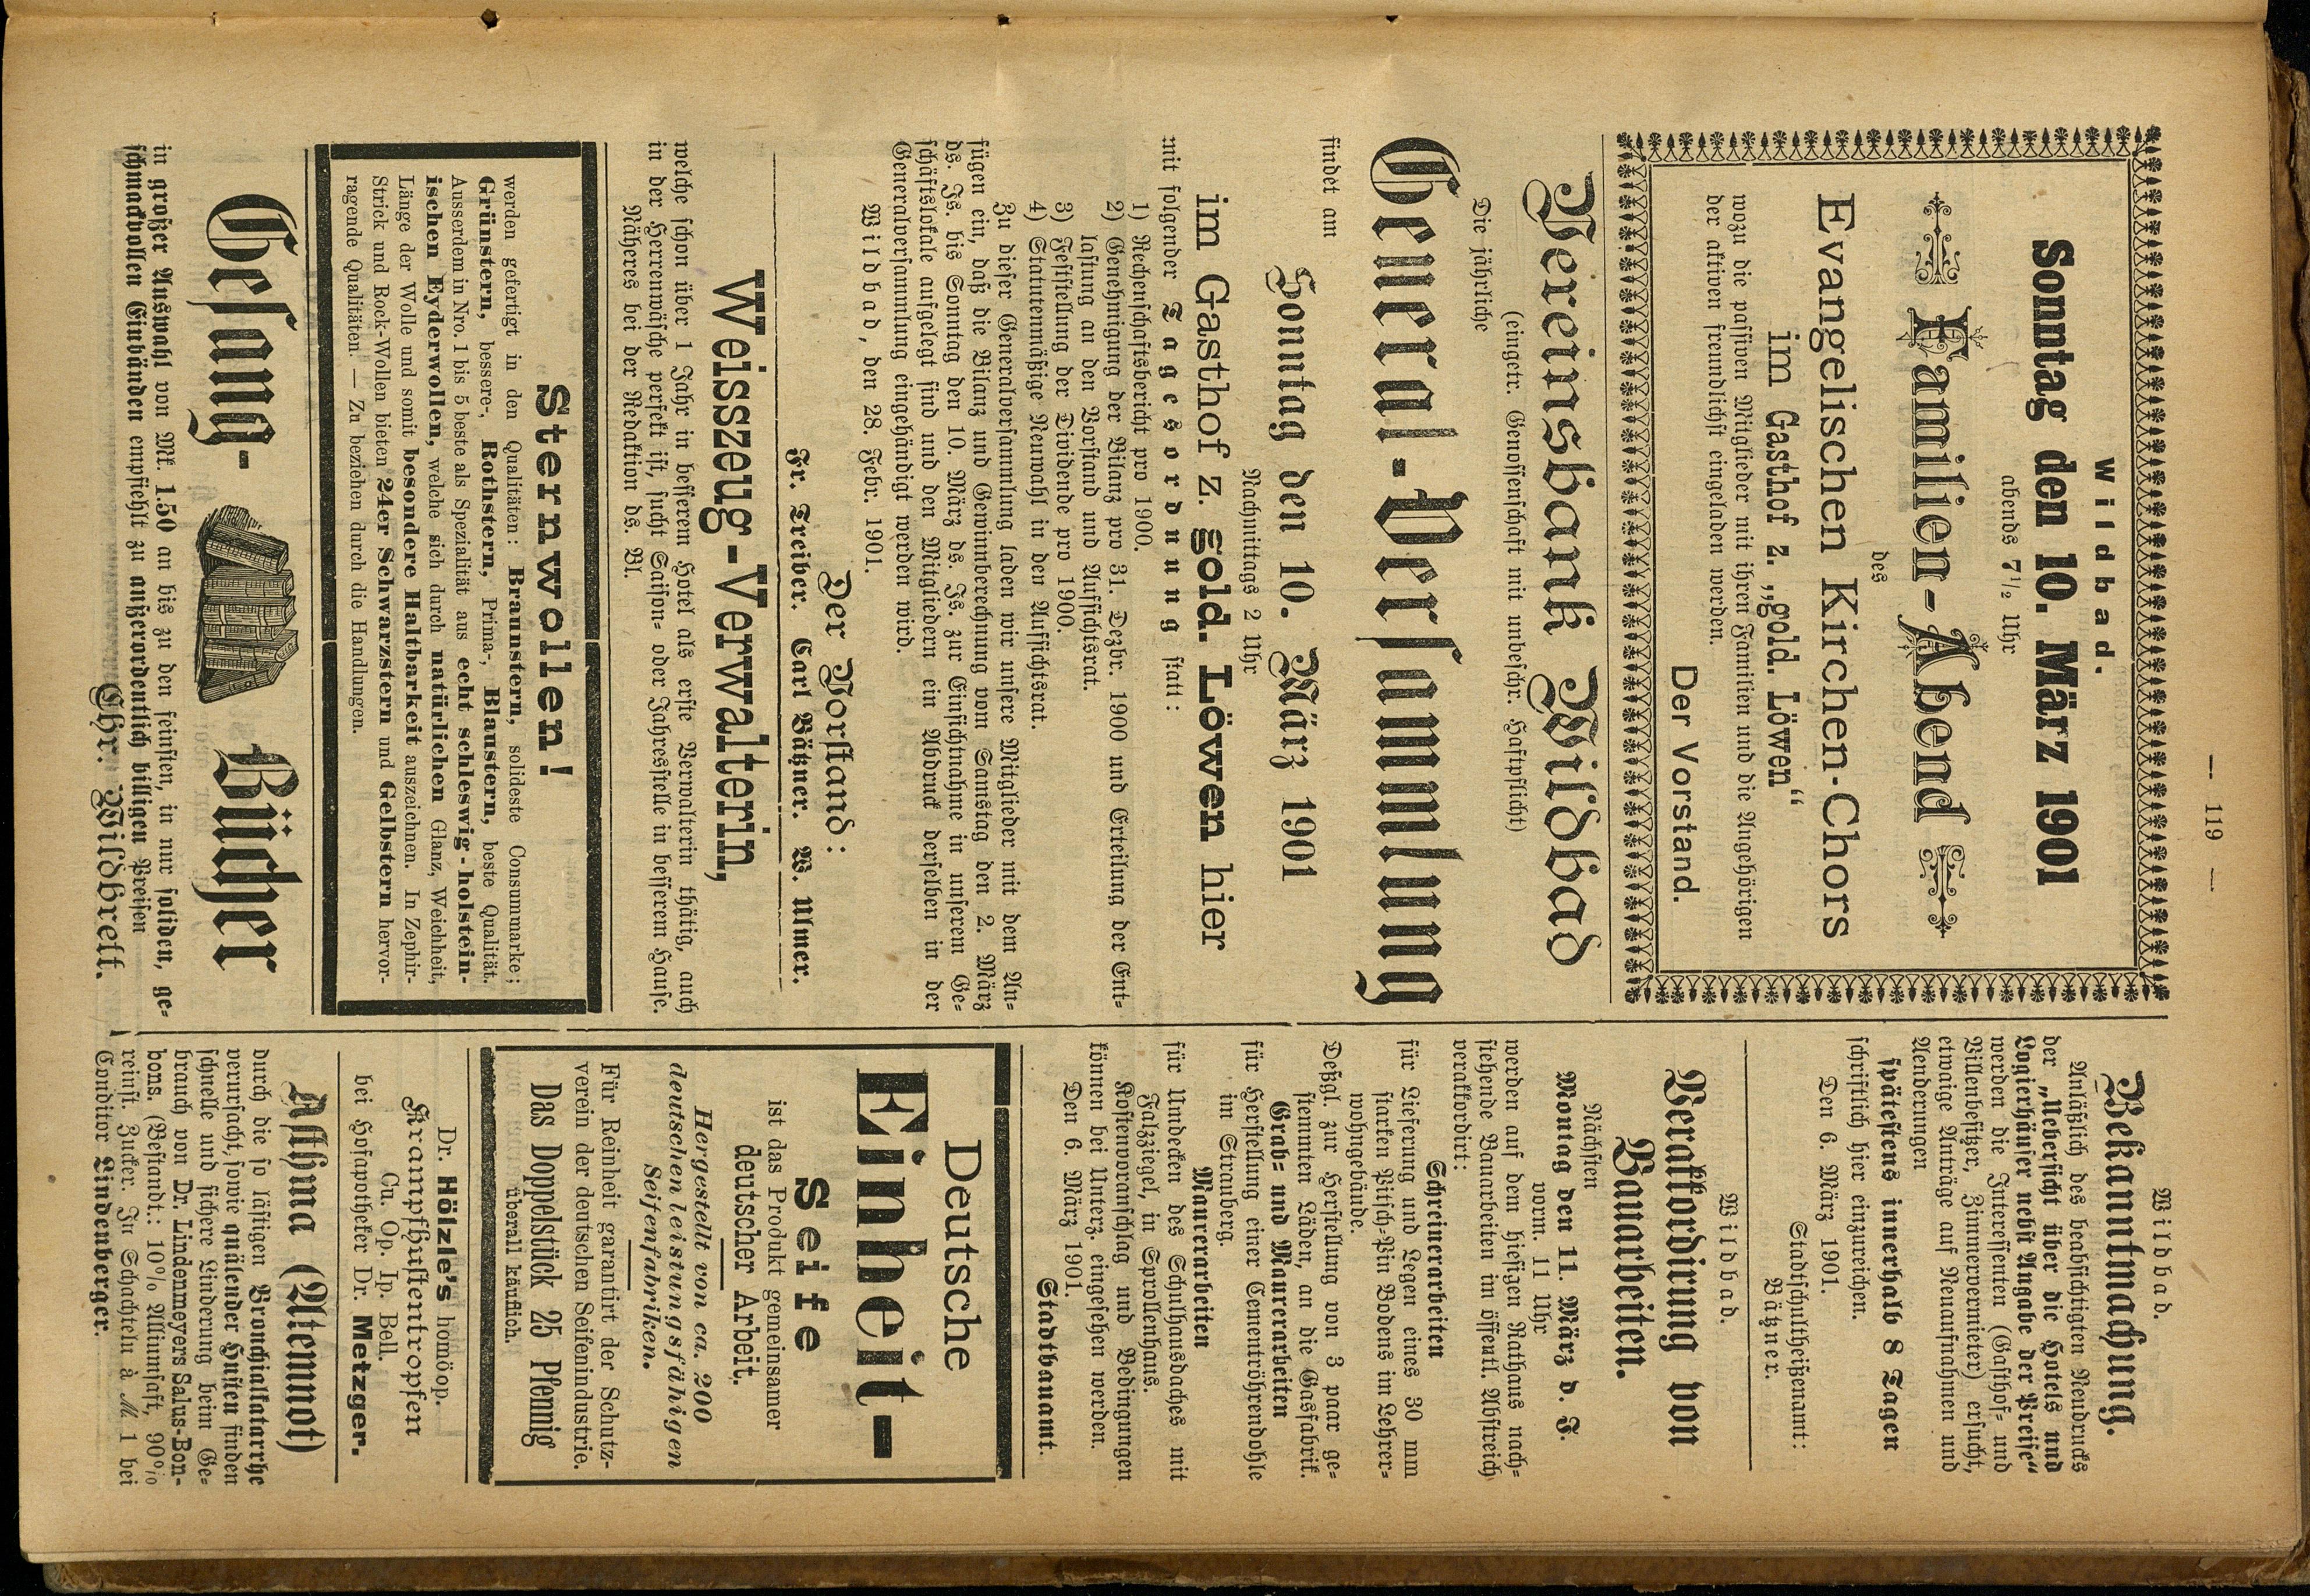 — 119 —
Wildbad.
Sonntag den 10. März 1901
abends 7½ Uhr
Familien-Abend
des
Evangelischen Kirchen-Chors
im Gasthof z. „gold. Löwen“
wozu die passiven Mitglieder mit ihren Familien und die Angehörigen
der aktiven freundlichst eingeladen werden.
Der Vorstand.
Vereinsbank Wildbad
(eingetr. Genossenschaft mit unbeschr. Haftpflicht)
Die jährliche
General-Versammlung
findet am
Sonntag den 10. März 1901
Nachmittags 2 Uhr
im Gasthof z. gold. Löwen hier
mit folgender Tagesordnung statt:
1) Rechenschaftsbericht pro 1900.
2) Genehmigung der Bilanz pro 31. Dezbr. 1900 und Erteilung der Ent-
lastung an den Vorstand und Aufsichtsrat.
3) Feststellung der Dividende pro 1900.
4) Statutenmäßige Neuwahl in den Aufsichtsrat.
Zu dieser Generalversammlung laden wir unsere Mitglieder mit dem An-
fügen ein, daß die Bilanz und Gewinnberechnung vom Samstag den 2. März
ds. Js. bis Sonntag den 10. März ds. Js. zur Einsichtnahme in unserem Ge-
schäftslokale aufgelegt sind und den Mitgliedern ein Abdruck derselben in der
Generalversammlung eingehändigt werden wird.
Wildbad, den 28. Febr. 1901.
Der Vorstand:
Fr. Treiber. Carl Bätzner. W. Ulmer.
Weisszeug-Verwalterin,
welche schon über 1 Jahr in besserem Hotel als erste Verwalterin thätig, auch
in der Herrenwäsche perfekt ist, sucht Saison- oder Jahresstelle in besserem Hause.
Näheres bei der Redaktion ds. Bl.
Sternwollen!
werden gefertigt in den Qualitäten: Braunstern, solideste Consummarke;
Grünstern, bessere-, Rothstern, Prima-, Blaustern, beste Qualität.
Ausserdem in Nro. 1 bis 5 beste als Spezialität aus echt schleswig-holstein-
ischen Eyderwollen, welche sich durch natürlichen Glanz, Weichheit,
Länge der Wolle und somit besondere Haltbarkeit auszeichnen. In Zephir-
Strick und Rock-Wollen bieten 24er Schwarzstern und Gelbstern hervor-
ragende Qualitäten. — Zu beziehen durch die Handlungen.
Gesang-Bücher
in großer Auswahl von Mk. 1.50 an bis zu den feinsten, in nur soliden, ge-
schmackvollen Einbänden empfiehlt zu außerordentlich billigen Preisen
Chr. Wildbrett.
Wildbad.
Bekanntmachung.
Anläßlich des beabsichtigten Neudrucks
der „Uebersicht über die Hotels und
Logierhäuser nebst Angabe der Preise“
werden die Interessenten (Gasthof- und
Villenbesitzer, Zimmervermieter) ersucht,
etwaige Anträge auf Neuaufnahmen und
Aenderungen
spätestens innerhalb 8 Tagen
schriftlich hier einzureichen.
Den 6. März 1901.
Stadtschultheißenamt:
Bätzner.
Wildbad.
Verakkordirung von
Bauarbeiten.
Nächsten
Montag den 11. März d. J.
vorm. 11 Uhr
werden auf dem hiesigen Rathaus nach-
stehende Bauarbeiten im öffentl. Abstreich
verakkordirt:
Schreinerarbeiten
für Lieferung und Legen eines 30 mm
starken Pitsch-Pin Bodens im Lehrer-
wohngebäude.
Deßgl. zur Herstellung von 3 paar ge-
stemmten Läden, an die Gasfabrik.
Grab- und Maurerarbeiten
für Herstellung einer Cementröhrendohle
im Strauberg.
Maurerarbeiten
für Umdecken des Schulhausdaches mit
Falzziegel, in Sprollenhaus.
Kostenvoranschlag und Bedingungen
können bei Unterz. eingesehen werden.
Den 6. März 1901.
Stadtbauamt.
Deutsche
Einheit-
Seife
ist das Produkt gemeinsamer
deutscher Arbeit.
Hergestellt von ca. 200
deutschen leistungsfähigen
Seifenfabriken.
Für Reinheit garantirt der Schutz-
verein der deutschen Seifenindustrie.
Das Doppelstück 25 Pfennig
überall käuflich.
Dr. Hölzle's homöop.
Krampfhustentropfen
Cu. Op. Ip. Bell.
bei Hofapotheker Dr. Metzger.
Asthma (Atemnot)
durch die so lästigen Bronchialkatarrhe
verursacht, sowie quälender Husten finden
schnelle und sichere Linderung beim Ge-
brauch von Dr. Lindenmeyers Salus-Bon-
bons. (Bestandt.: 10% Alliumsaft, 90%
reinst. Zucker. In Schachteln à M. 1 bei
Conditor Lindenberger.